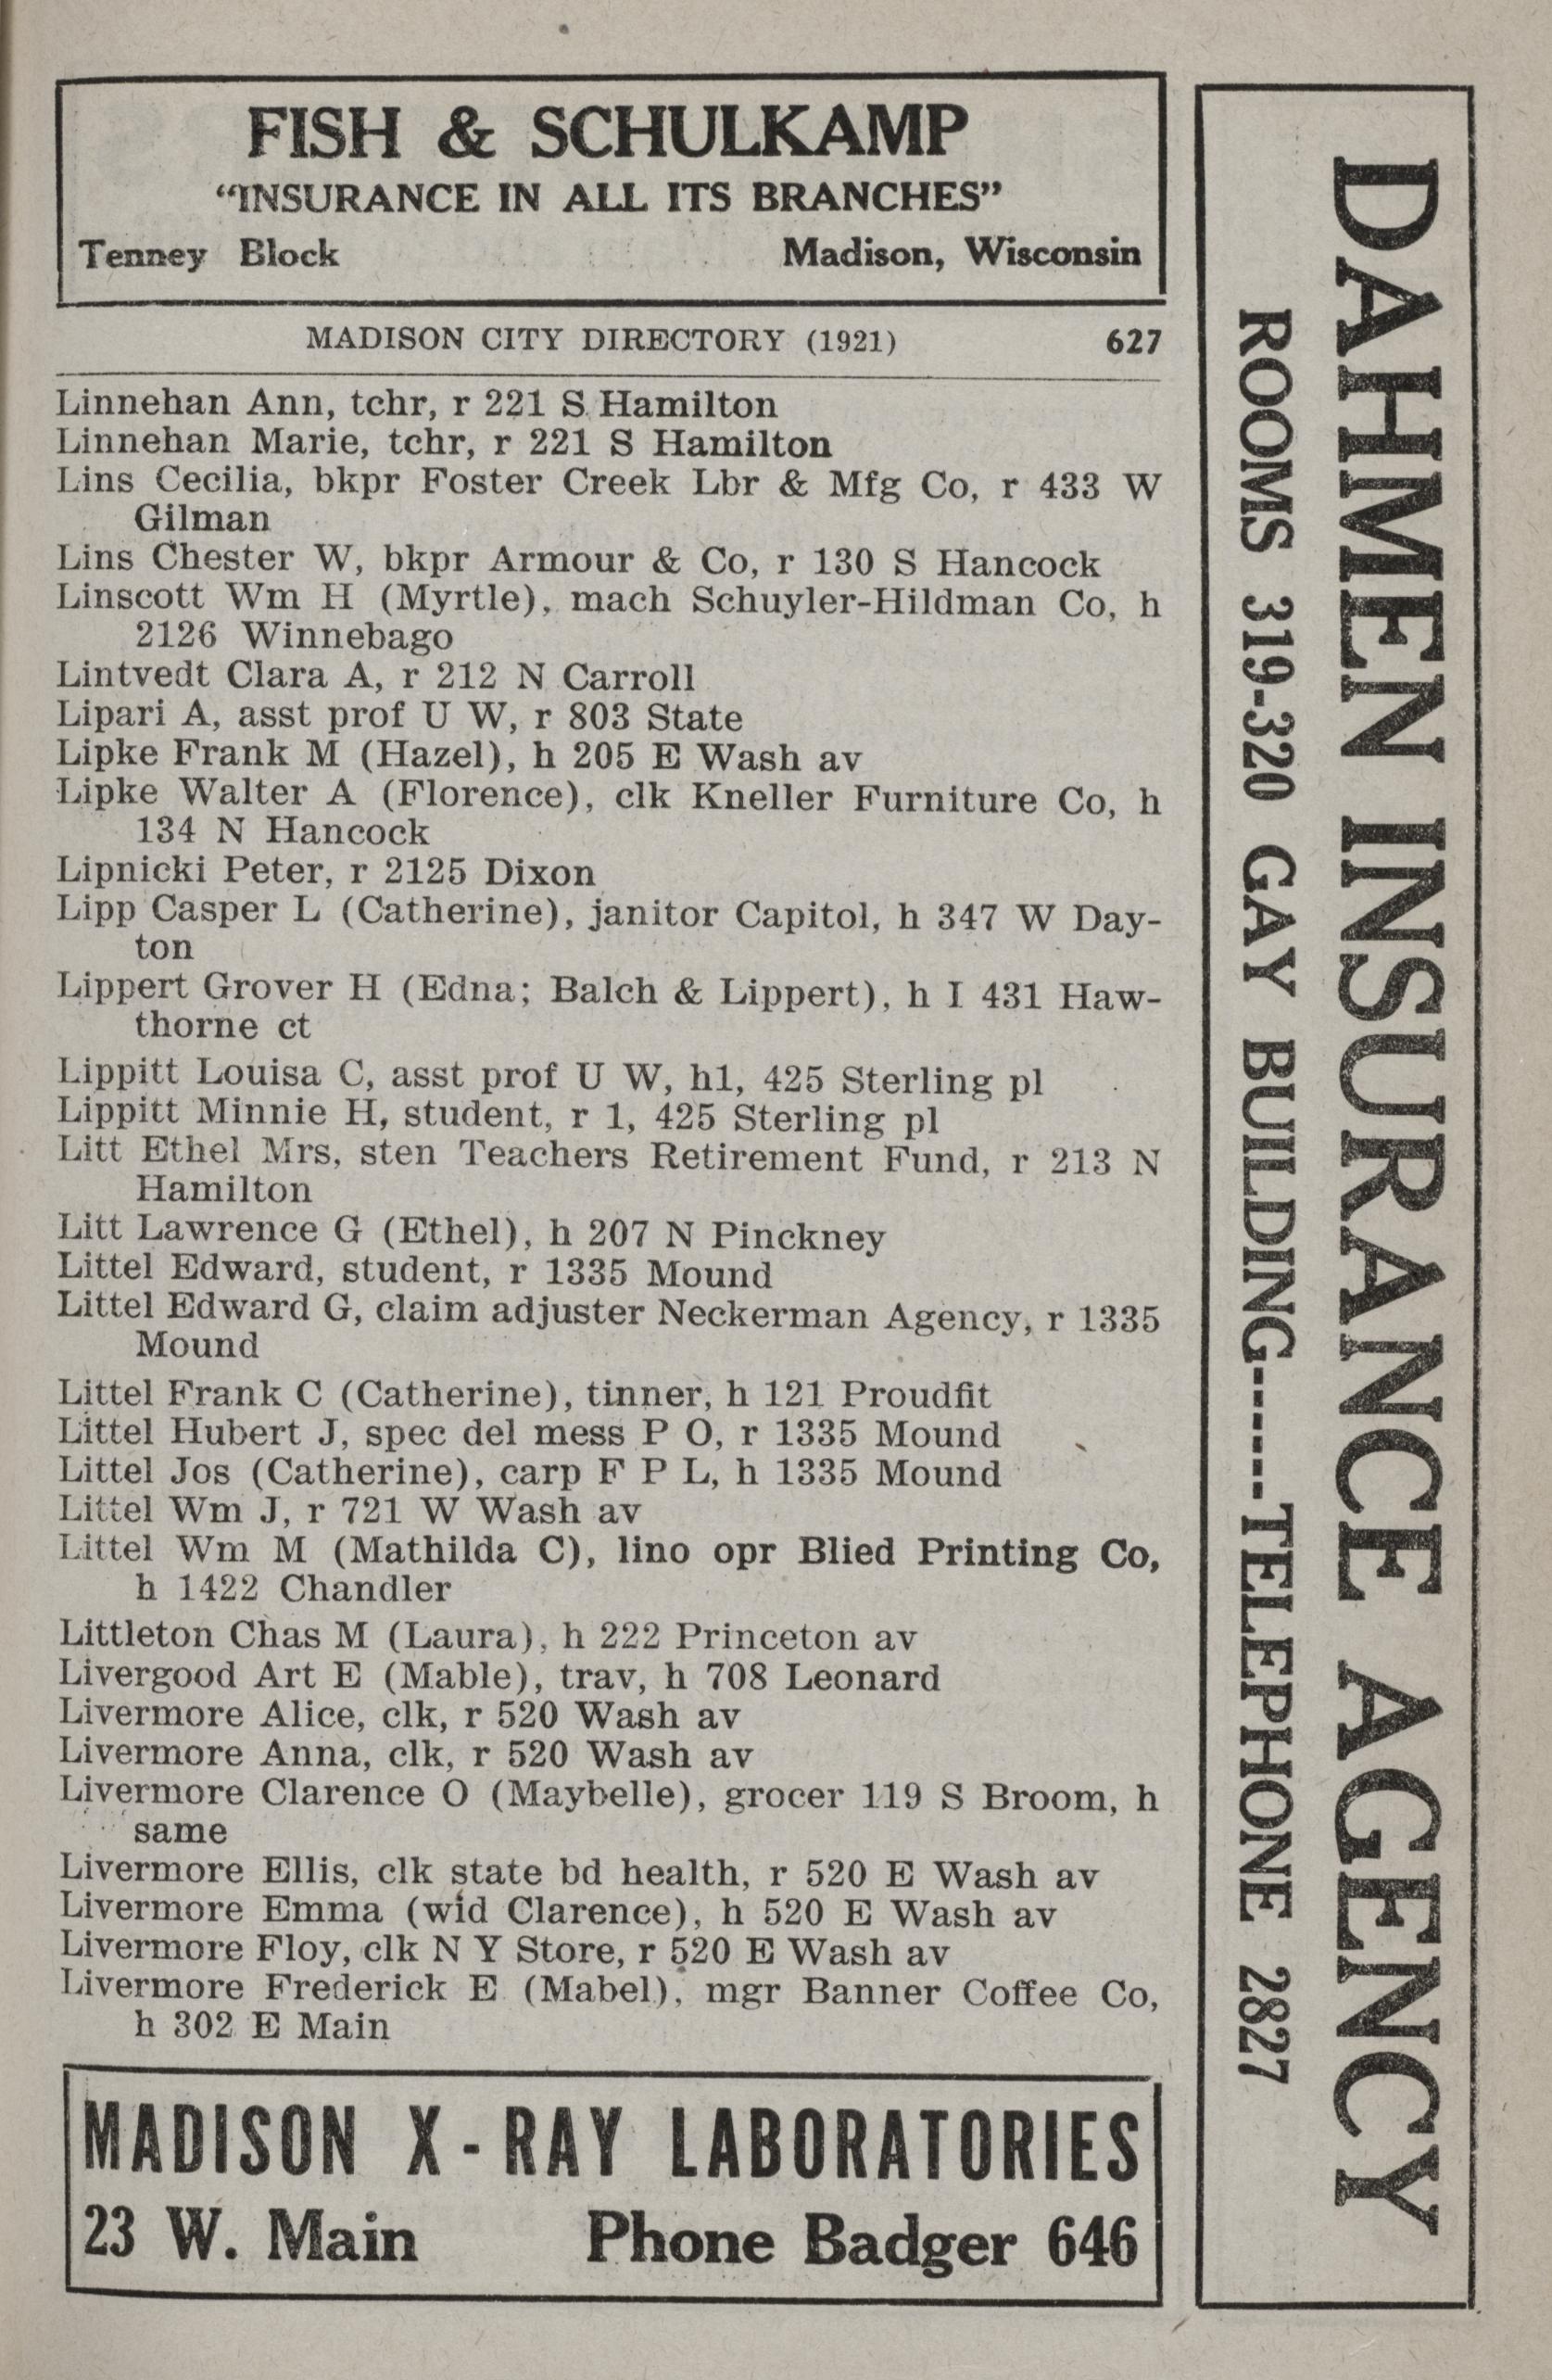 FISH & SCHULKAMP
“INSURANCE IN ALL ITS BRANCHES”
Tenney Block Madison, Wisconsin
MADISON CITY DIRECTORY (1921) 627
Linnehan Ann, tchr, r 221 S Hamilton
Linnehan Marie, tchr, r 221 S Hamilton
Lins Cecilia, bkpr Foster Creek Lbr & Mfg Co, r 433 W
Gilman
Lins Chester W, bkpr Armour & Co, r 130 S Hancock
Linscott Wm H (Myrtle), mach Schuyler-Hildman Co, h
2126 Winnebago
Lintvedt Clara A, r 212 N Carroll
Lipari A, asst prof U W, r 803 State
Lipke Frank M (Hazel), h 205 E Wash av
Lipke Walter A (Florence), clk Kneller Furniture Co, h
134 N Hancock
Lipnicki Peter, r 2125 Dixon
Lipp Casper L (Catherine), janitor Capitol, h 347 W Day-
ton
Lippert Grover H (Edna; Balch & Lippert), h I 431 Haw-
thorne ct
Lippitt Louisa C, asst prof U W, h1, 425 Sterling pl
Lippitt Minnie H, student, r 1, 425 Sterling pl
Litt Ethel Mrs, sten Teachers Retirement Fund, r 213 N
Hamilton
Litt Lawrence G (Ethel), h 207 N Pinckney
Littel Edward, student, r 1335 Mound
Littel Edward G, claim adjuster Neckerman Agency, r 1335
Mound
Littel Frank C (Catherine), tinner, h 121 Proudfit
Littel Hubert J, spec del mess P O, r 1335 Mound
Littel Jos (Catherine), carp F P L, h 1335 Mound
Littel Wm J, r 721 W Wash av
Littel Wm M (Mathilda C), lino opr Blied Printing Co,
h 1422 Chandler
Littleton Chas M (Laura), h 222 Princeton av
Livergood Art E (Mable), trav, h 708 Leonard
Livermore Alice, clk, r 520 Wash av
Livermore Anna, clk, r 520 Wash av
Livermore Clarence O (Maybelle), grocer 119 S Broom, h
same
Livermore Ellis, clk state bd health, r 520 E Wash av
Livermore Emma (wid Clarence), h 520 E Wash av
Livermore Floy, clk N Y Store, r 520 E Wash av
Livermore Frederick E (Mabel), mgr Banner Coffee Co,
h 302 E Main
MADISON X-RAY LABORATORIES
23 W. Main Phone Badger 646
DAHMEN INSURANCE AGENCY
ROOMS 319-320 GAY BUILDING------TELEPHONE 2827